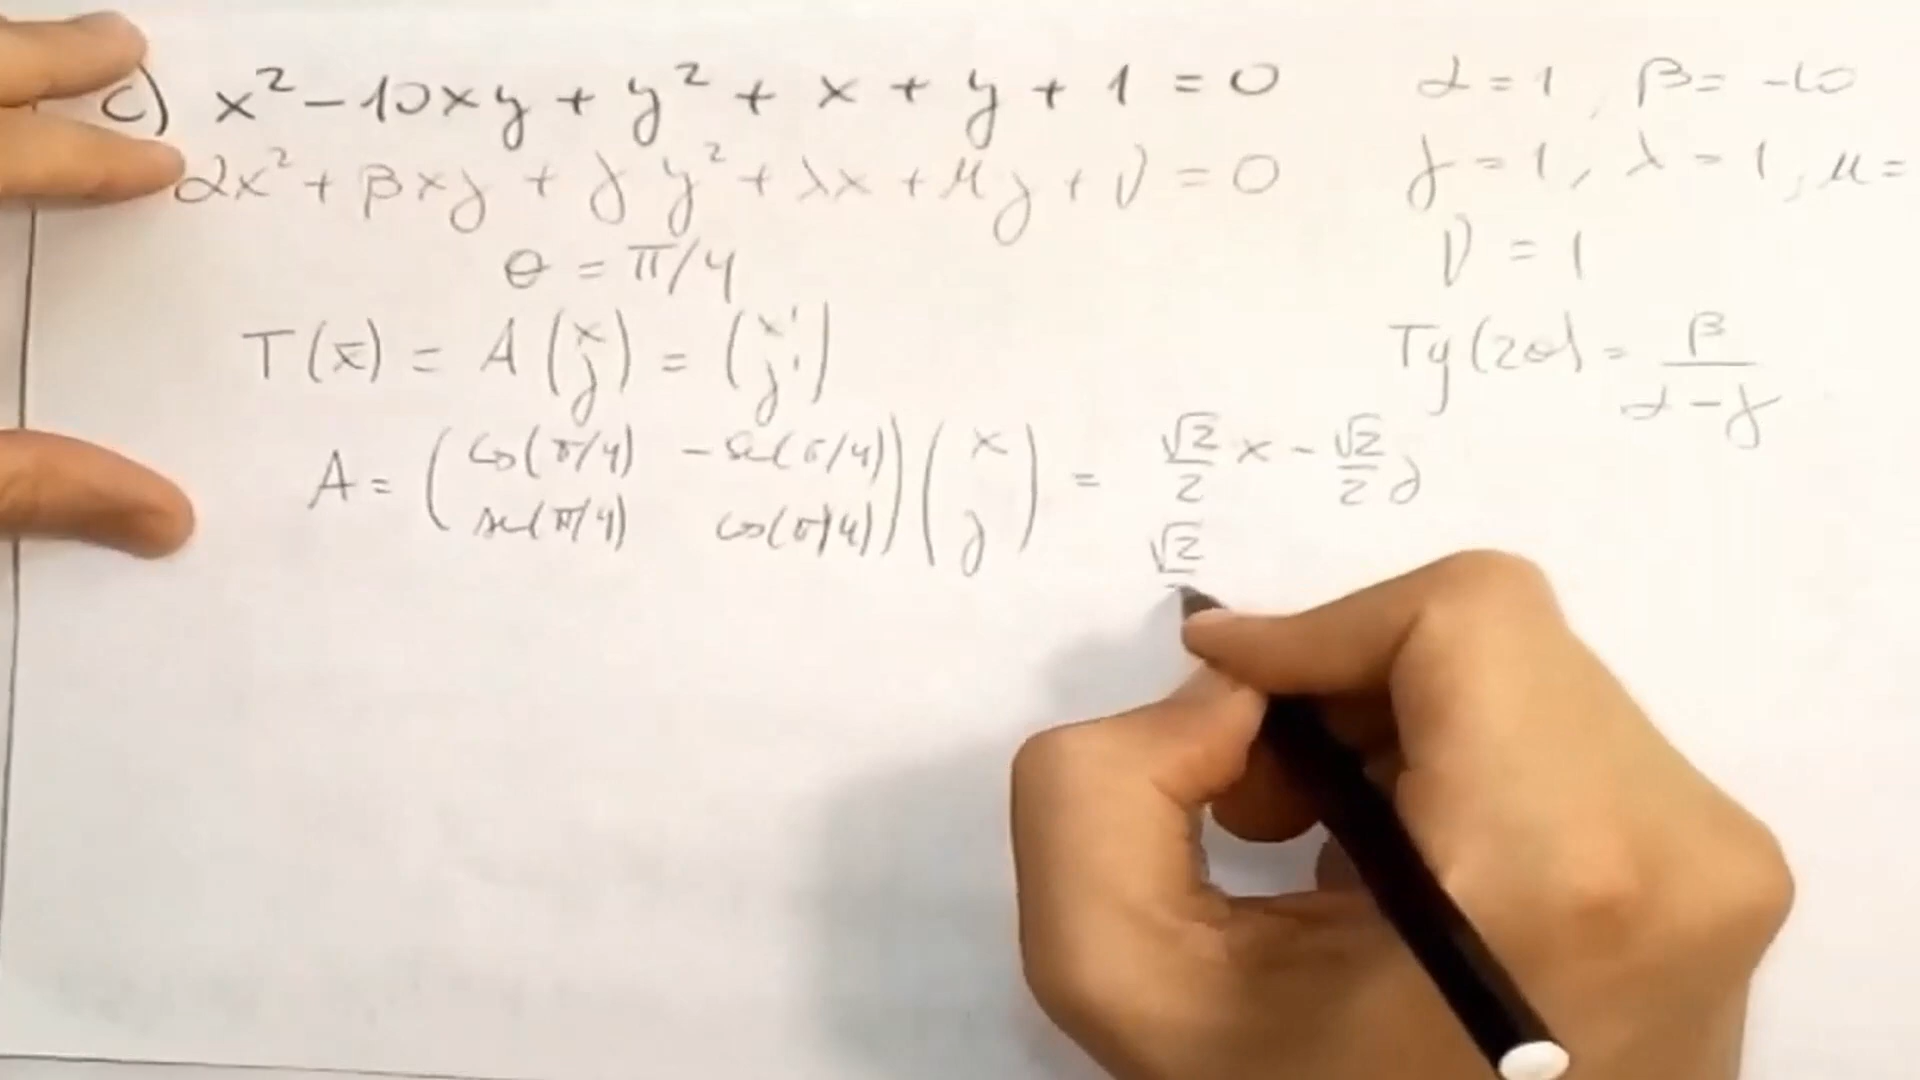 c) x² - 10xy + y² + x + y + 1 = 0
αx² + βxy + γy² + λx + μy + ν = 0
θ = π/4
T(x̄) = A (x y) = (x' y')
A = (cos(π/4) -sen(π/4) sen(π/4) cos(π/4)) (x y) = √2/2 x - √2/2 y
√2
α = 1, β = -10
γ = 1, λ = 1, μ =
ν = 1
Tg(2θ) = β/(α-γ)